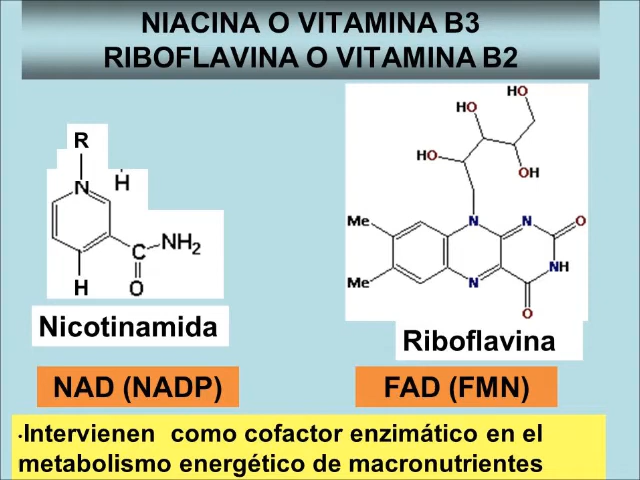 NIACINA O VITAMINA B3
RIBOFLAVINA O VITAMINA B2
R
N
H
C
NH2
O
H
Nicotinamida
NAD (NADP)
HO
HO
HO
OH
Me
N
N
O
Me
N
NH
O
Riboflavina
FAD (FMN)
·Intervienen como cofactor enzimático en el
metabolismo energético de macronutrientes